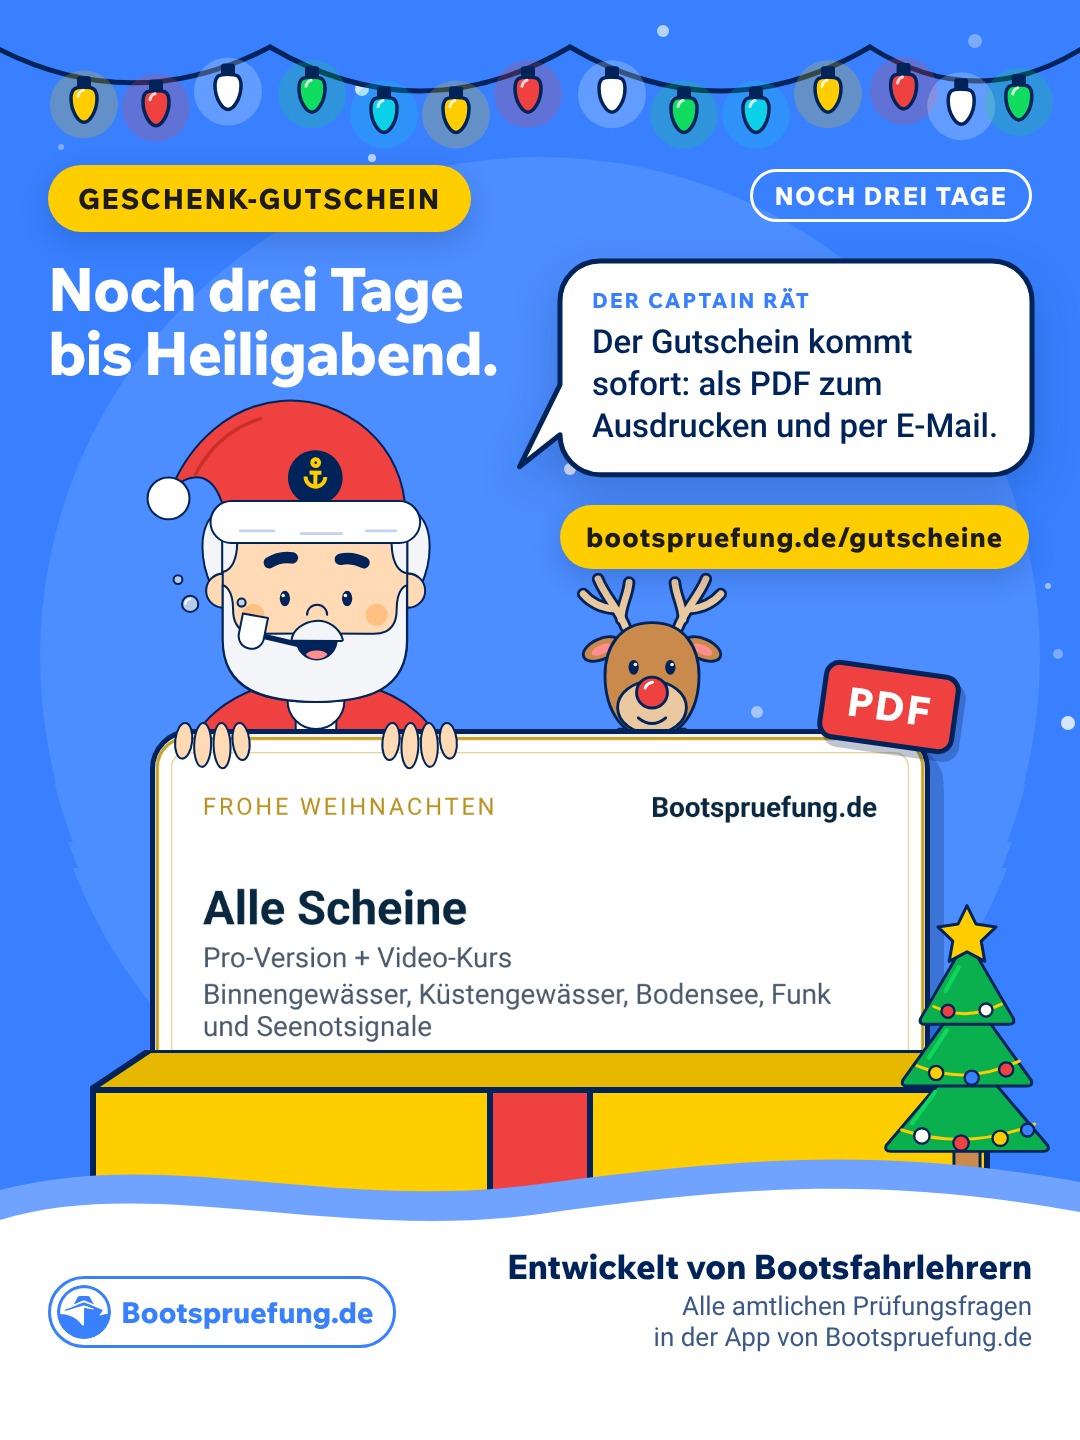 GESCHENK-GUTSCHEIN
NOCH DREI TAGE
Noch drei Tage
bis Heiligabend.
DER CAPTAIN RÄT
Der Gutschein kommt
sofort: als PDF zum
Ausdrucken und per E-Mail.
bootspruefung.de/gutscheine
PDF
FROHE WEIHNACHTEN
Bootspruefung.de
Alle Scheine
Pro-Version + Video-Kurs
Binnengewässer, Küstengewässer, Bodensee, Funk
und Seenotsignale
Entwickelt von Bootsfahrlehrern
Alle amtlichen Prüfungsfragen
in der App von Bootspruefung.de
Bootspruefung.de